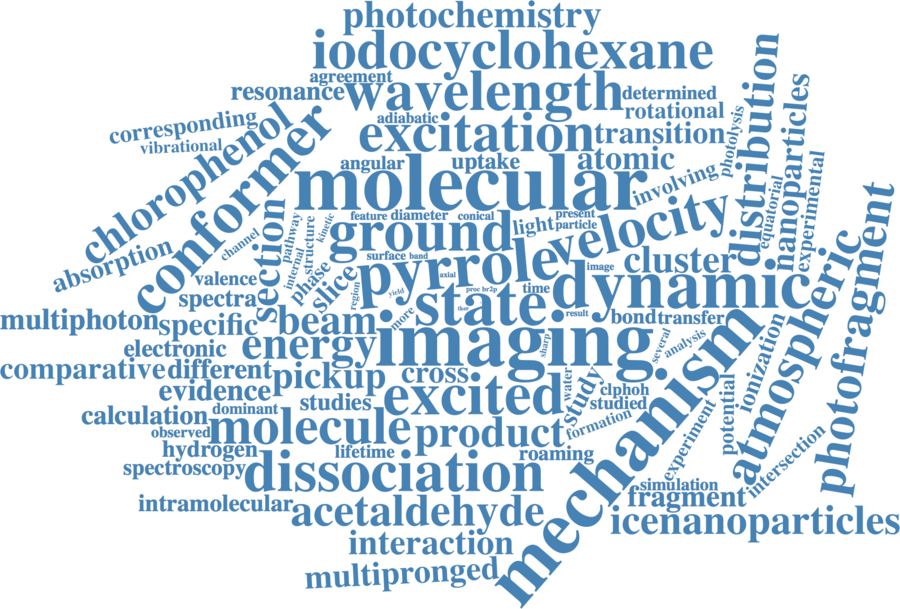 photochemistry
iodocyclohexane
agreement
resonance
wavelength
determined
adiabatic
rotational
corresponding
vibrational
excitation
transition
photolysis
distribution
nanoparticles
chlorophenol
conformer
angular
uptake
atomic
molecular
involving
equatorial
experimental
absorption
channel
section
pathway
internal
structure
kinetic
feature
diameter
conical
light
present
particle
velocity
ground
phase
slice
surface
band
pyrrole
axial
image
cluster
valence
spectra
region
yield
proc br2p
time
dynamic
atmospheric
photofragment
multiphoton
specific
beam
more
state
ther
result
bond
transfer
electronic
energy
imaging
sharp
several
analysis
mechanism
ionization
comparative
different
pickup
cross
evidence
studies
excited
water
study
clphoh
studied
calculation
dominant
observed
molecule
product
formation
experiment
potential
hydrogen
lifetime
roaming
spectroscopy
dissociation
simulation
fragment
intersection
intramolecular
acetaldehyde
icenanoparticles
interaction
multipronged